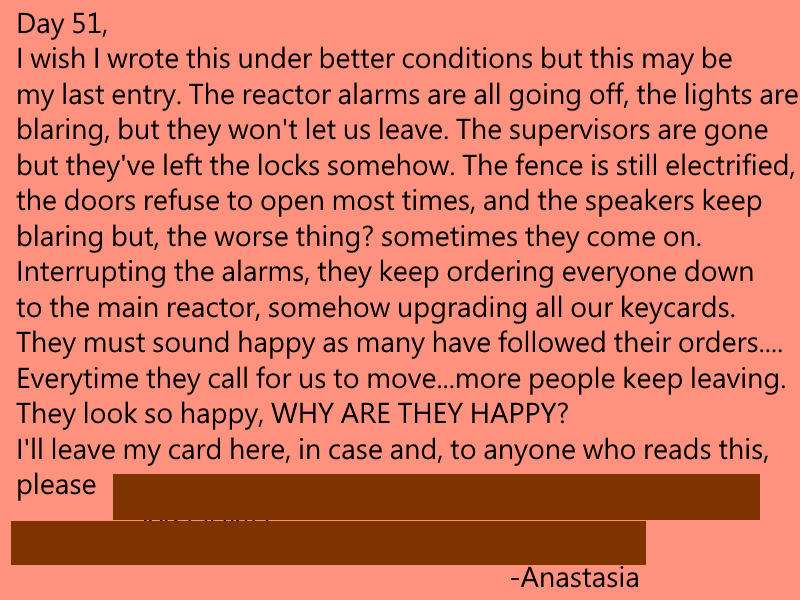 Day 51,
I wish I wrote this under better conditions but this may be
my last entry. The reactor alarms are all going off, the lights are
blaring, but they won't let us leave. The supervisors are gone
but they've left the locks somehow. The fence is still electrified,
the doors refuse to open most times, and the speakers keep
blaring but, the worse thing? sometimes they come on.
Interrupting the alarms, they keep ordering everyone down
to the main reactor, somehow upgrading all our keycards.
They must sound happy as many have followed their orders....
Everytime they call for us to move...more people keep leaving.
They look so happy, WHY ARE THEY HAPPY?
I'll leave my card here, in case and, to anyone who reads this,
please
-Anastasia